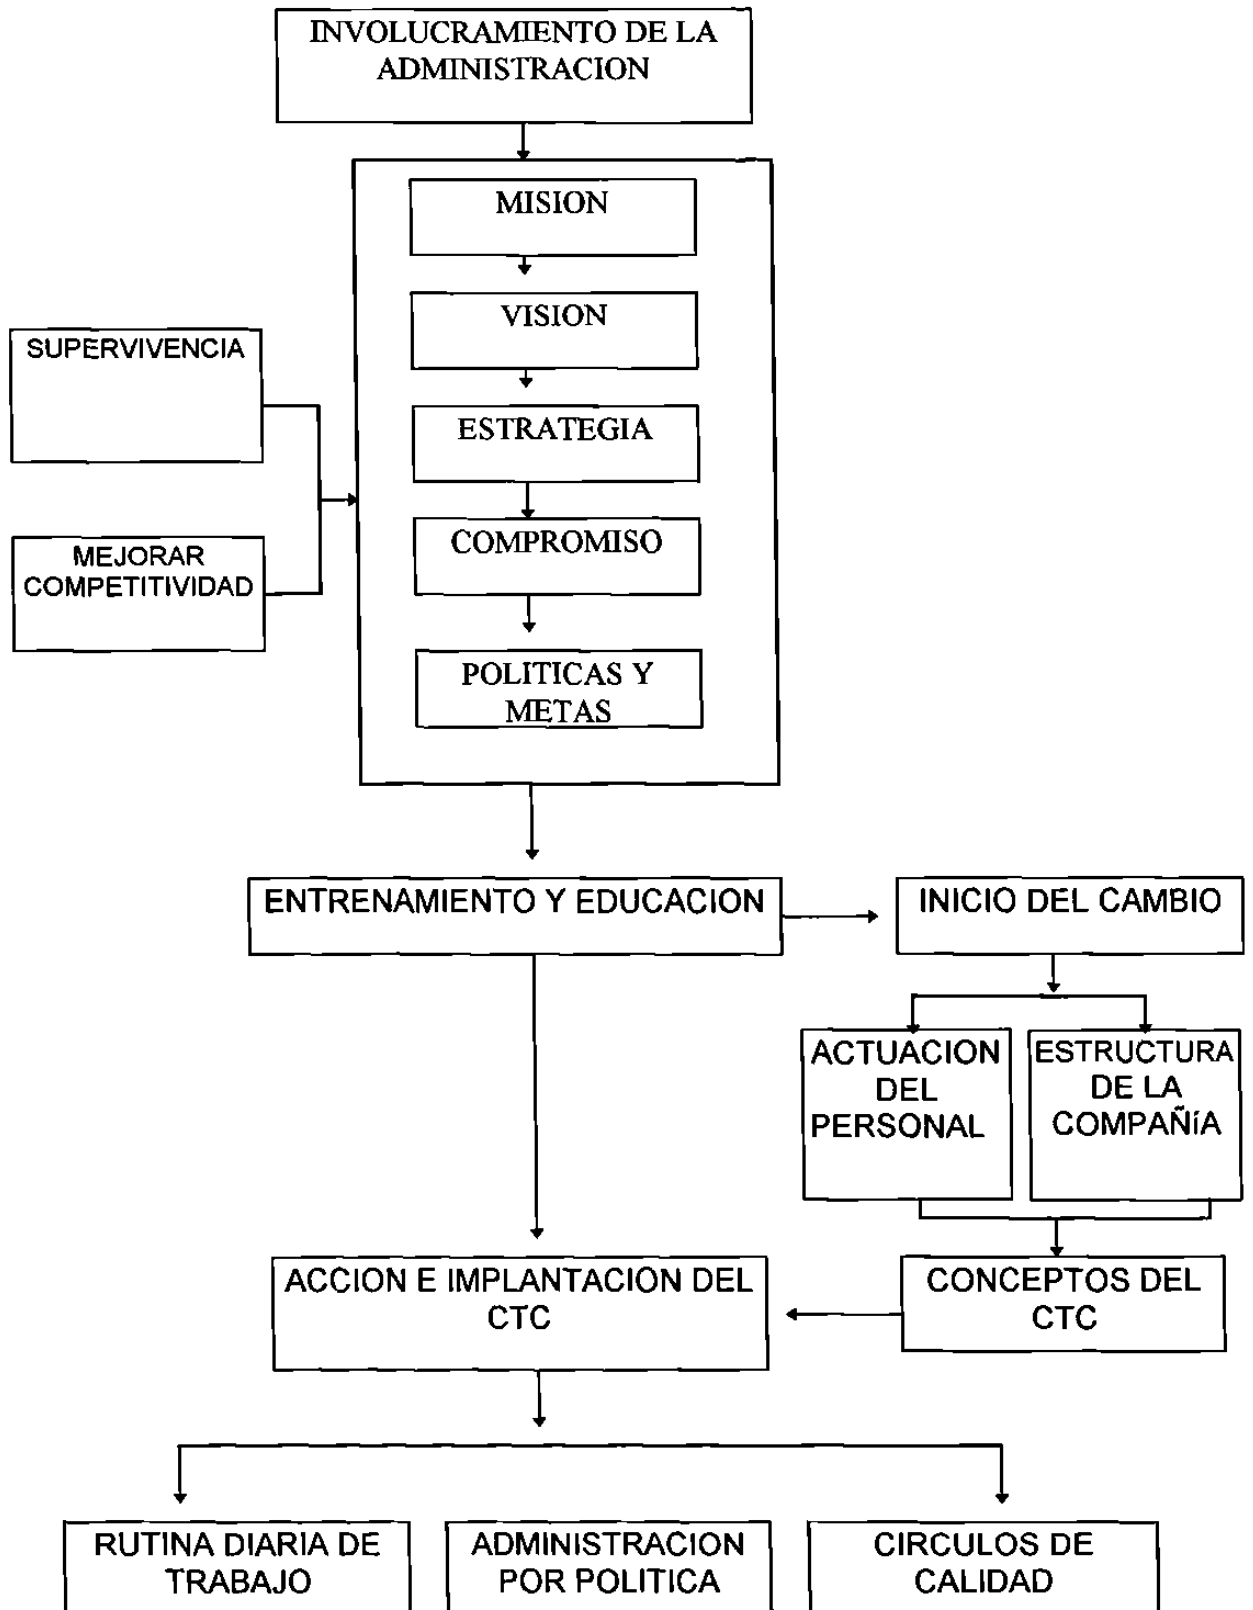 INVOLUCRAMIENTO DE LA
ADMINISTRACION
MISION
VISION
SUPERVIVENCIA
ESTRATEGIA
COMPROMISO
MEJORAR
COMPETITIVIDAD
POLITICAS Y
METAS
ENTRENAMIENTO Y EDUCACION
INICIO DEL CAMBIO
ACTUACION
DEL
PERSONAL
ESTRUCTURA
DE LA
COMPAÑíA
ACCION E IMPLANTACION DEL
CTC
CONCEPTOS DEL
CTC
RUTINA DIARIA DE
TRABAJO
ADMINISTRACION
POR POLITICA
CIRCULOS DE
CALIDAD